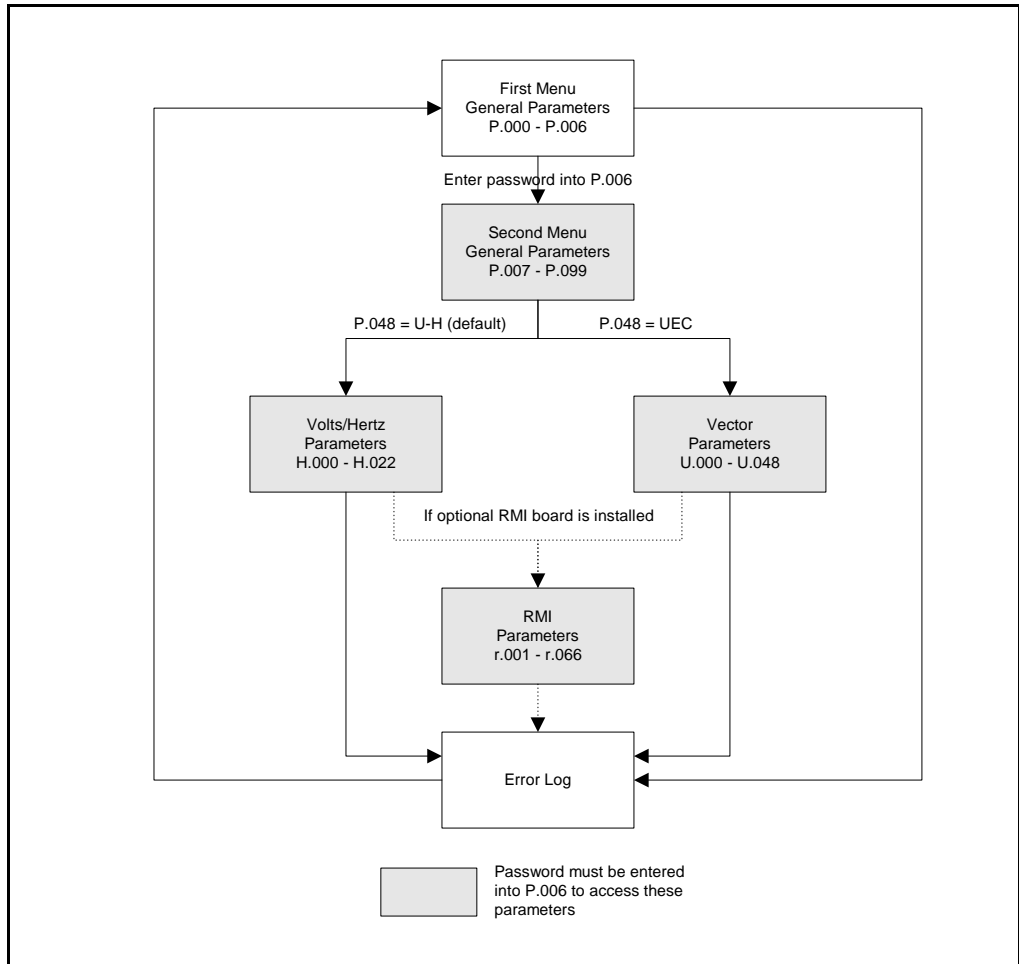 First Menu
General Parameters
P.000 - P.006
Enter password into P.006
Second Menu
General Parameters
P.007 - P.099
P.048 = U-H (default)
P.048 = UEC
Volts/Hertz
Parameters
H.000 - H.022
Vector
Parameters
U.000 - U.048
If optional RMI board is installed
RMI
Parameters
r.001 - r.066
Error Log
Password must be entered
into P.006 to access these
parameters